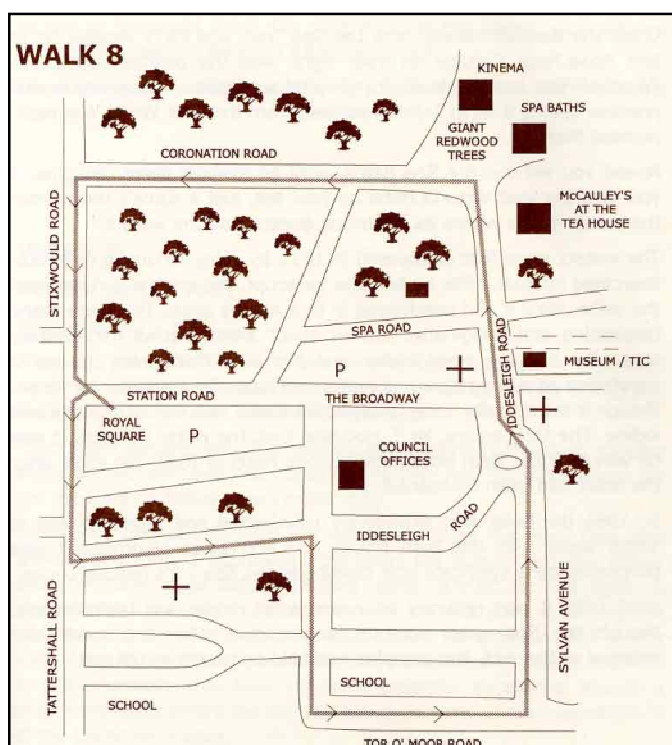 WALK 8
KINEMA
SPA BATHS
GIANT
REDWOOD
TREES
CORONATION ROAD
McCAULEY'S
AT THE
TEA HOUSE
STIXWOULD ROAD
SPA ROAD
IDDESLEIGH ROAD
P
MUSEUM / TIC
STATION ROAD
THE BROADWAY
ROYAL
SQUARE
P
COUNCIL
OFFICES
IDDESLEIGH
ROAD
TATTERSHALL ROAD
SYLVAN AVENUE
SCHOOL
SCHOOL
TOR O' MOOR ROAD